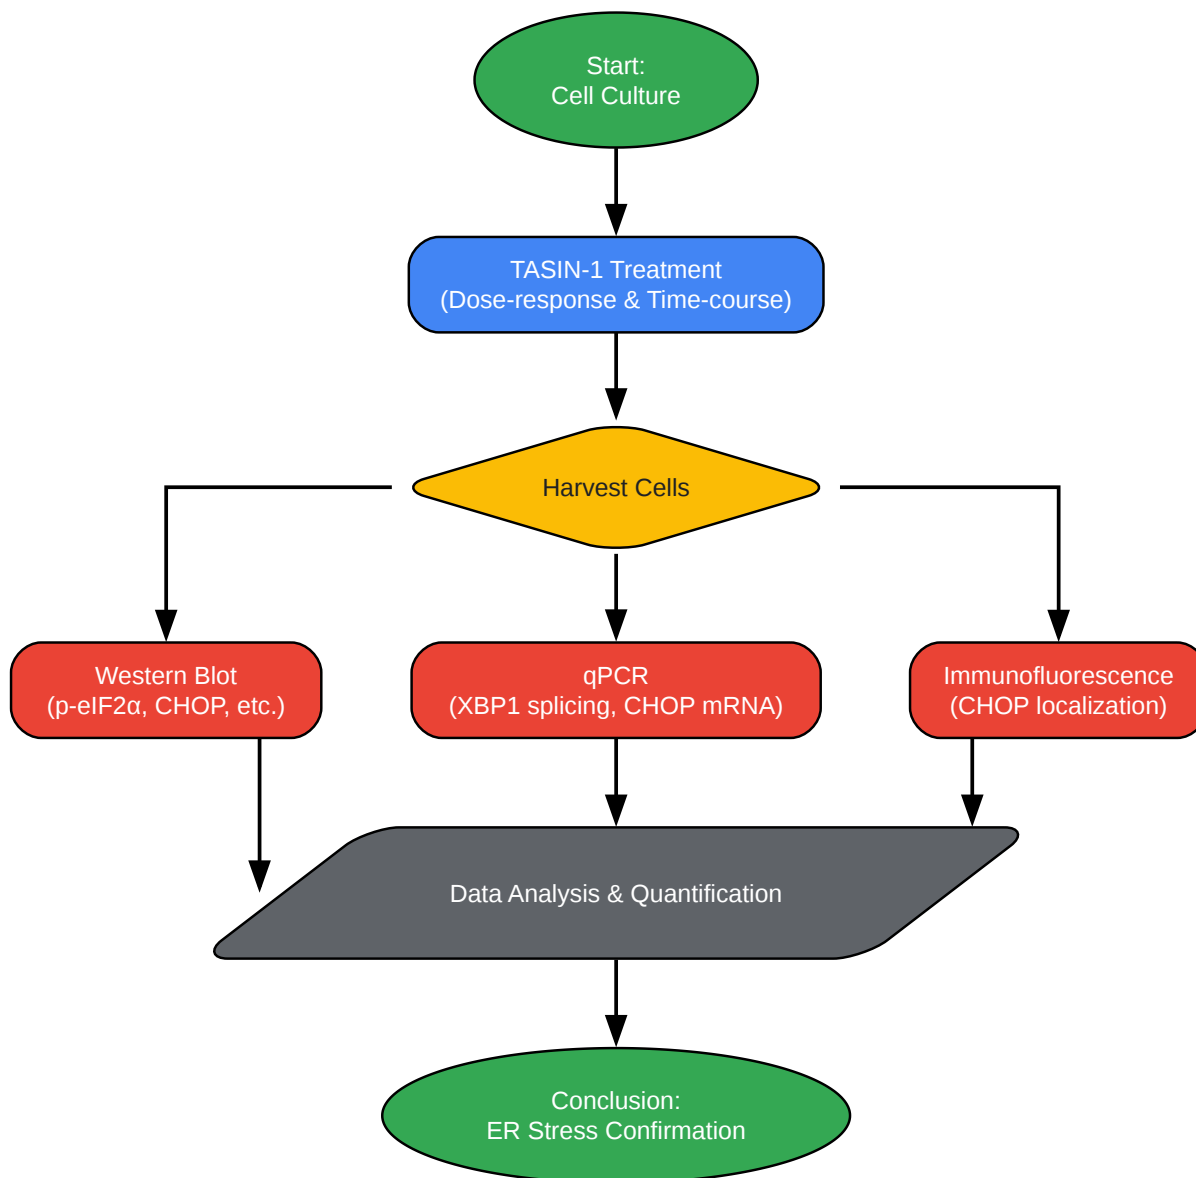 Start:
Cell Culture
TASIN-1 Treatment
(Dose-response & Time-course)
Harvest Cells
Western Blot
(p-eIF2α, CHOP, etc.)
qPCR
(XBP1 splicing, CHOP mRNA)
Immunofluorescence
(CHOP localization)
Data Analysis & Quantification
Conclusion:
ER Stress Confirmation